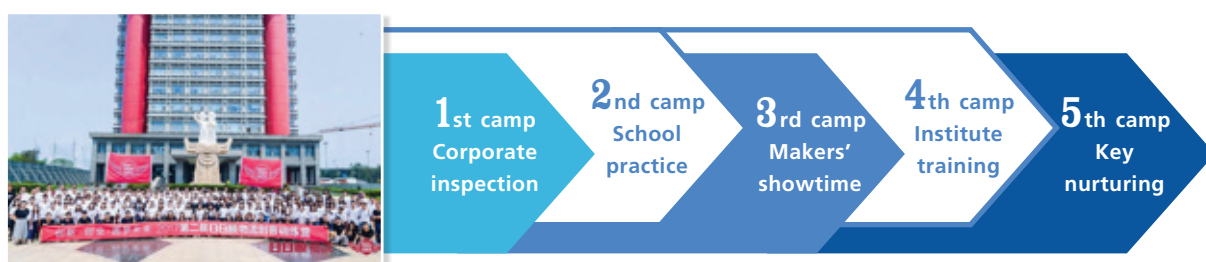 1st camp
Corporate
inspection
2nd camp
School
practice
3rd camp
Makers'
showtime
4th camp
Institute
training
5th camp
Key
nurturing